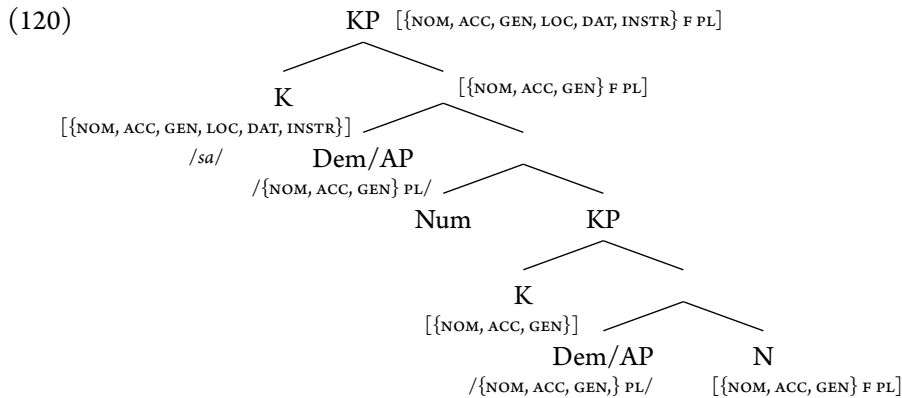 (120) KP [{NOM, ACC, GEN, LOC, DAT, INSTR} F PL]
K [{NOM, ACC, GEN} F PL]
[{NOM, ACC, GEN, LOC, DAT, INSTR}]
/sa/ Dem/AP
/{NOM, ACC, GEN} PL/
Num KP
K
[{NOM, ACC, GEN}]
Dem/AP N
/{NOM, ACC, GEN,} PL/ [{NOM, ACC, GEN} F PL]